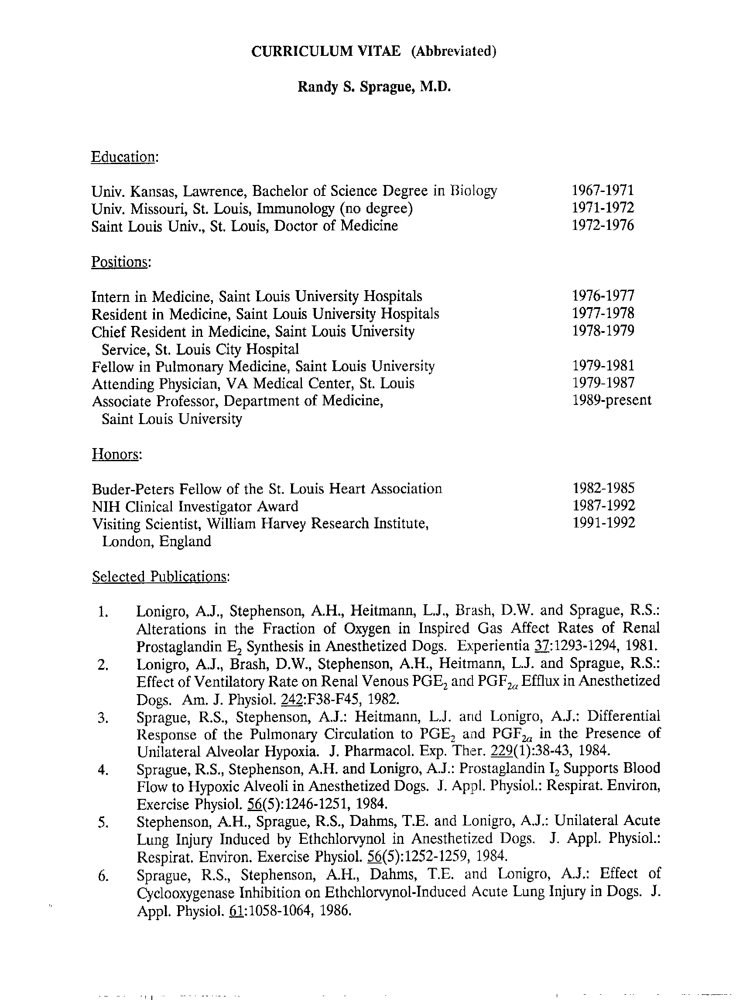 CURRICULUM VITAE (Abbreviated)
Randy S. Sprague, M.D.
Education:
Univ. Kansas, Lawrence, Bachelor of Science Degree in Biology 1967-1971
Univ. Missouri, St. Louis, Immunology (no degree) 1971-1972
Saint Louis Univ., St. Louis, Doctor of Medicine 1972-1976
Positions:
Intern in Medicine, Saint Louis University Hospitals 1976-1977
Resident in Medicine, Saint Louis University Hospitals 1977-1978
Chief Resident in Medicine, Saint Louis University 1978-1979
Service, St. Louis City Hospital
Fellow in Pulmonary Medicine, Saint Louis University 1979-1981
Attending Physician, VA Medical Center, St. Louis 1979-1987
Associate Professor, Department of Medicine, 1989-present
Saint Louis University
Honors:
Buder-Peters Fellow of the St. Louis Heart Association 1982-1985
NIH Clinical Investigator Award 1987-1992
Visiting Scientist, William Harvey Research Institute, 1991-1992
London, England
Selected Publications:
1. Lonigro, A.J., Stephenson, A.H., Heitmann, L.J., Brash, D.W. and Sprague, R.S.:
Alterations in the Fraction of Oxygen in Inspired Gas Affect Rates of Renal
Prostaglandin E₂ Synthesis in Anesthetized Dogs. Experientia 37:1293-1294, 1981.
2. Lonigro, A.J., Brash, D.W., Stephenson, A.H., Heitmann, L.J. and Sprague, R.S.:
Effect of Ventilatory Rate on Renal Venous PGE₂ and PGF₂α Efflux in Anesthetized
Dogs. Am. J. Physiol. 242:F38-F45, 1982.
3. Sprague, R.S., Stephenson, A.J.: Heitmann, L.J. and Lonigro, A.J.: Differential
Response of the Pulmonary Circulation to PGE₂ and PGF₂α in the Presence of
Unilateral Alveolar Hypoxia. J. Pharmacol. Exp. Ther. 229(1):38-43, 1984.
4. Sprague, R.S., Stephenson, A.H. and Lonigro, A.J.: Prostaglandin I₂ Supports Blood
Flow to Hypoxic Alveoli in Anesthetized Dogs. J. Appl. Physiol.: Respirat. Environ,
Exercise Physiol. 56(5):1246-1251, 1984.
5. Stephenson, A.H., Sprague, R.S., Dahms, T.E. and Lonigro, A.J.: Unilateral Acute
Lung Injury Induced by Ethchlorvynol in Anesthetized Dogs. J. Appl. Physiol.:
Respirat. Environ. Exercise Physiol. 56(5):1252-1259, 1984.
6. Sprague, R.S., Stephenson, A.H., Dahms, T.E. and Lonigro, A.J.: Effect of
Cyclooxygenase Inhibition on Ethchlorvynol-Induced Acute Lung Injury in Dogs. J.
Appl. Physiol. 61:1058-1064, 1986.